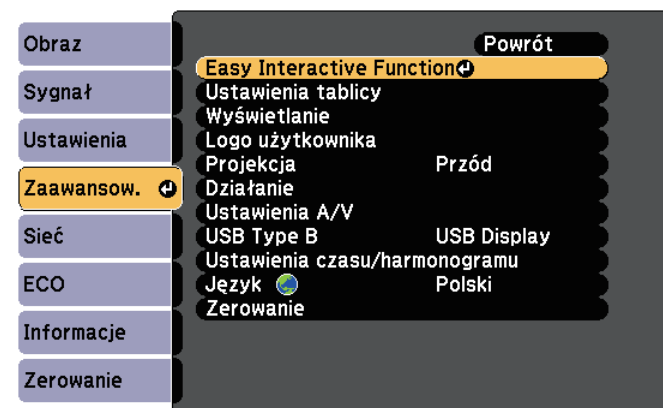 Obraz
Sygnał
Ustawienia
Zaawansow.
Sieć
ECO
Informacje
Zerowanie
Powrót
Easy Interactive Function
Ustawienia tablicy
Wyświetlanie
Logo użytkownika
Projekcja Przód
Działanie
Ustawienia A/V
USB Type B USB Display
Ustawienia czasu/harmonogramu
Język Polski
Zerowanie